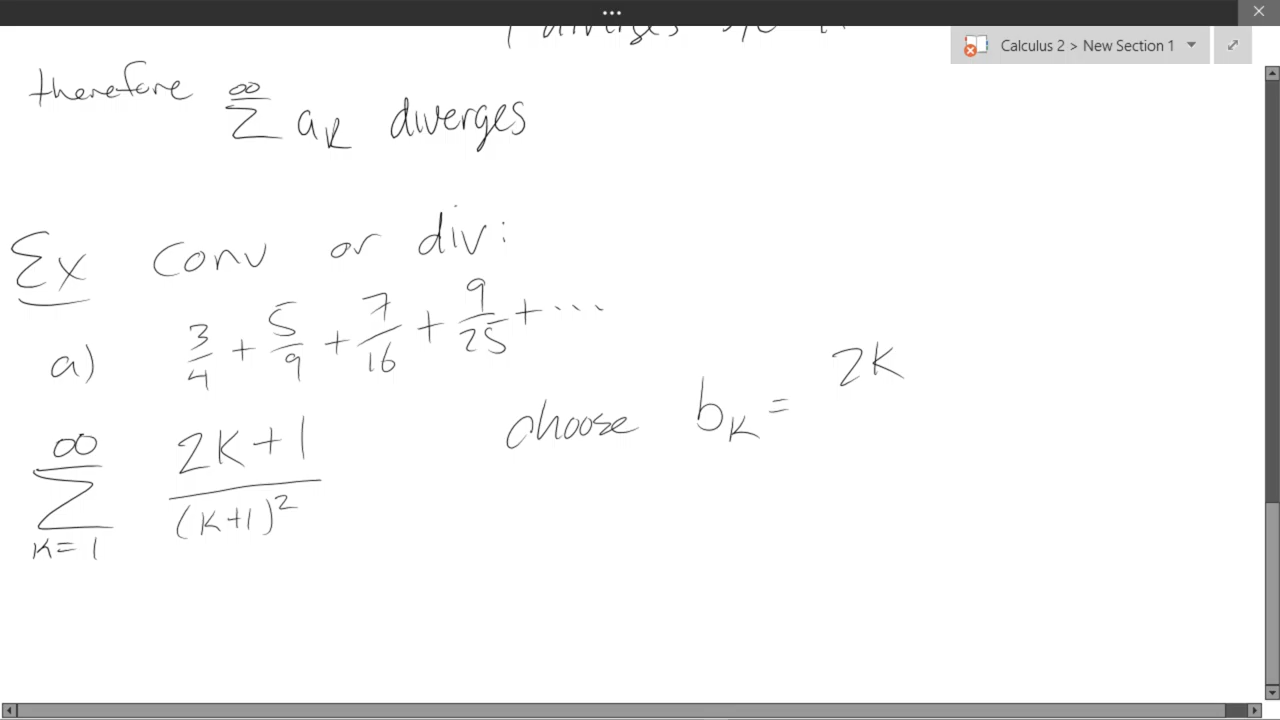 Calculus 2 > New Section 1
diverges
therefore ∞ Σ a_K diverges
Ex conv or div:
a) 3/4 + 5/9 + 7/16 + 9/25 + ...
∞ Σ K=1 2K+1/(K+1)² choose b_K = 2K